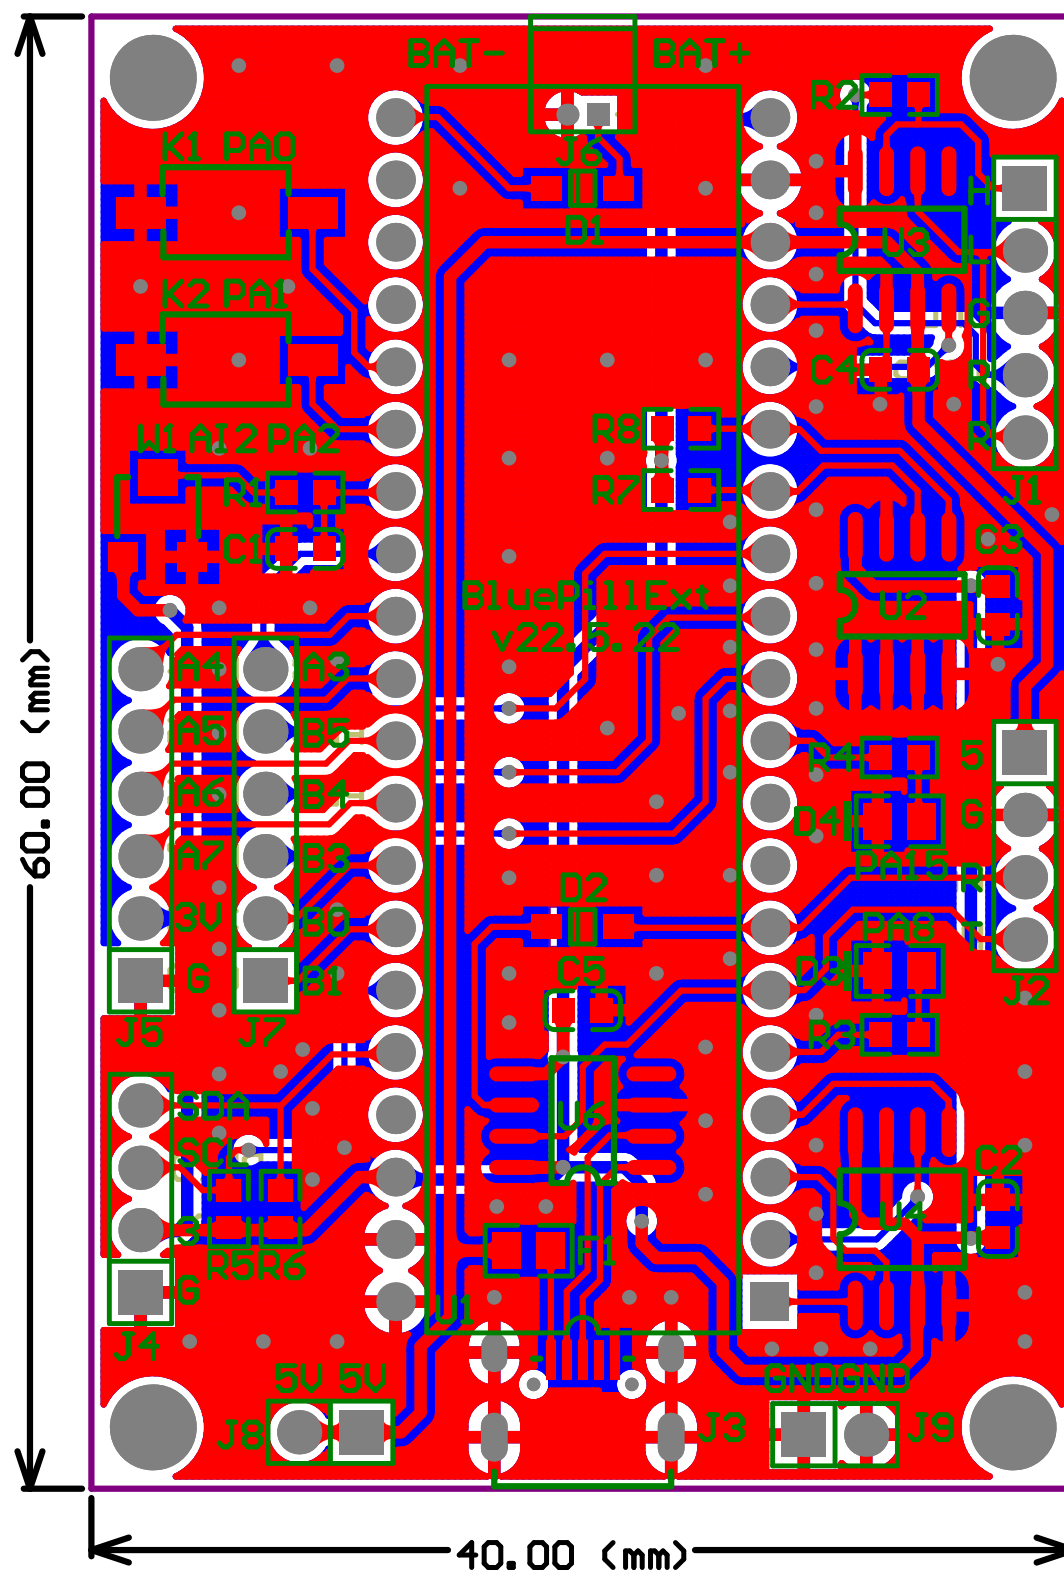 BAT- BAT+
R2
K1 PA0
J6
H
D1
U3
L
K2 PA1
G
C4
R
W1 AI2 PA2
R8
R1
R7
J1
C1
C3
BluePillExt
U2
v22.5.22
A4
A3
A5
B5
R4
5
A6
B4
D4
G
A7
B3
PA15
R
D2
3V
B0
PA8
T
G
B1
C5
D3
J2
J5
J7
R3
SDA
U6
SCL
C2
U4
G
R5 R6
F1
G
U1
J4
5V 5V
GND GND
J8
J3
J9
60.00 (mm)
40.00 (mm)